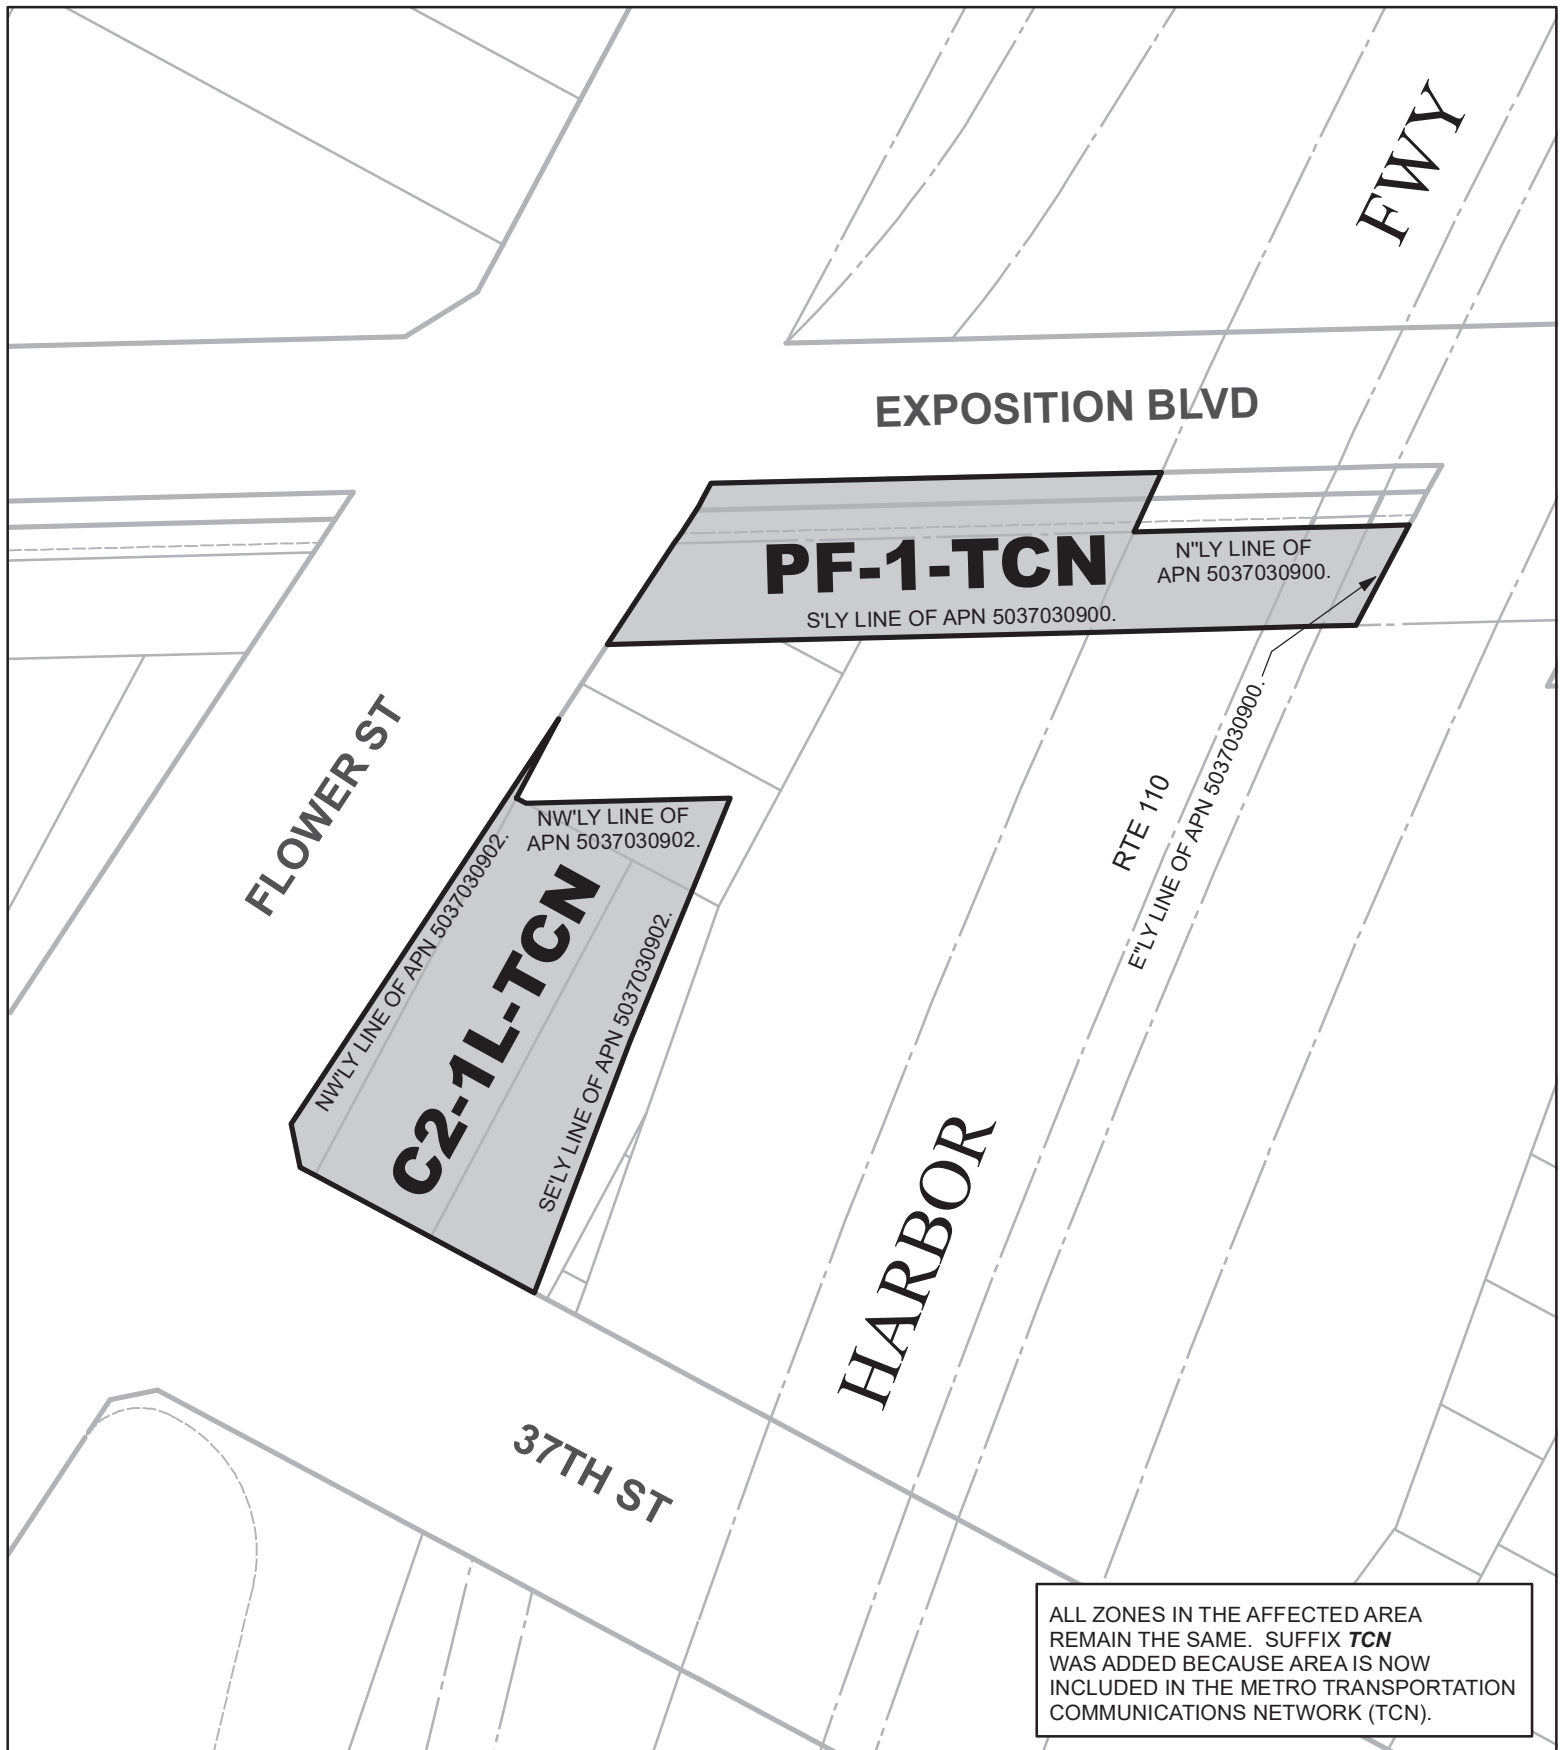 FWY
EXPOSITION BLVD
PF-1-TCN
N"LY LINE OF
APN 5037030900.
S'LY LINE OF APN 5037030900.
FLOWER ST
NW'LY LINE OF
APN 5037030902.
NW'LY LINE OF APN 5037030902.
C2-1L-TCN
SE'LY LINE OF APN 5037030902.
RTE 110
E"LY LINE OF APN 5037030900.
HARBOR
37TH ST
ALL ZONES IN THE AFFECTED AREA
REMAIN THE SAME. SUFFIX TCN
WAS ADDED BECAUSE AREA IS NOW
INCLUDED IN THE METRO TRANSPORTATION
COMMUNICATIONS NETWORK (TCN).